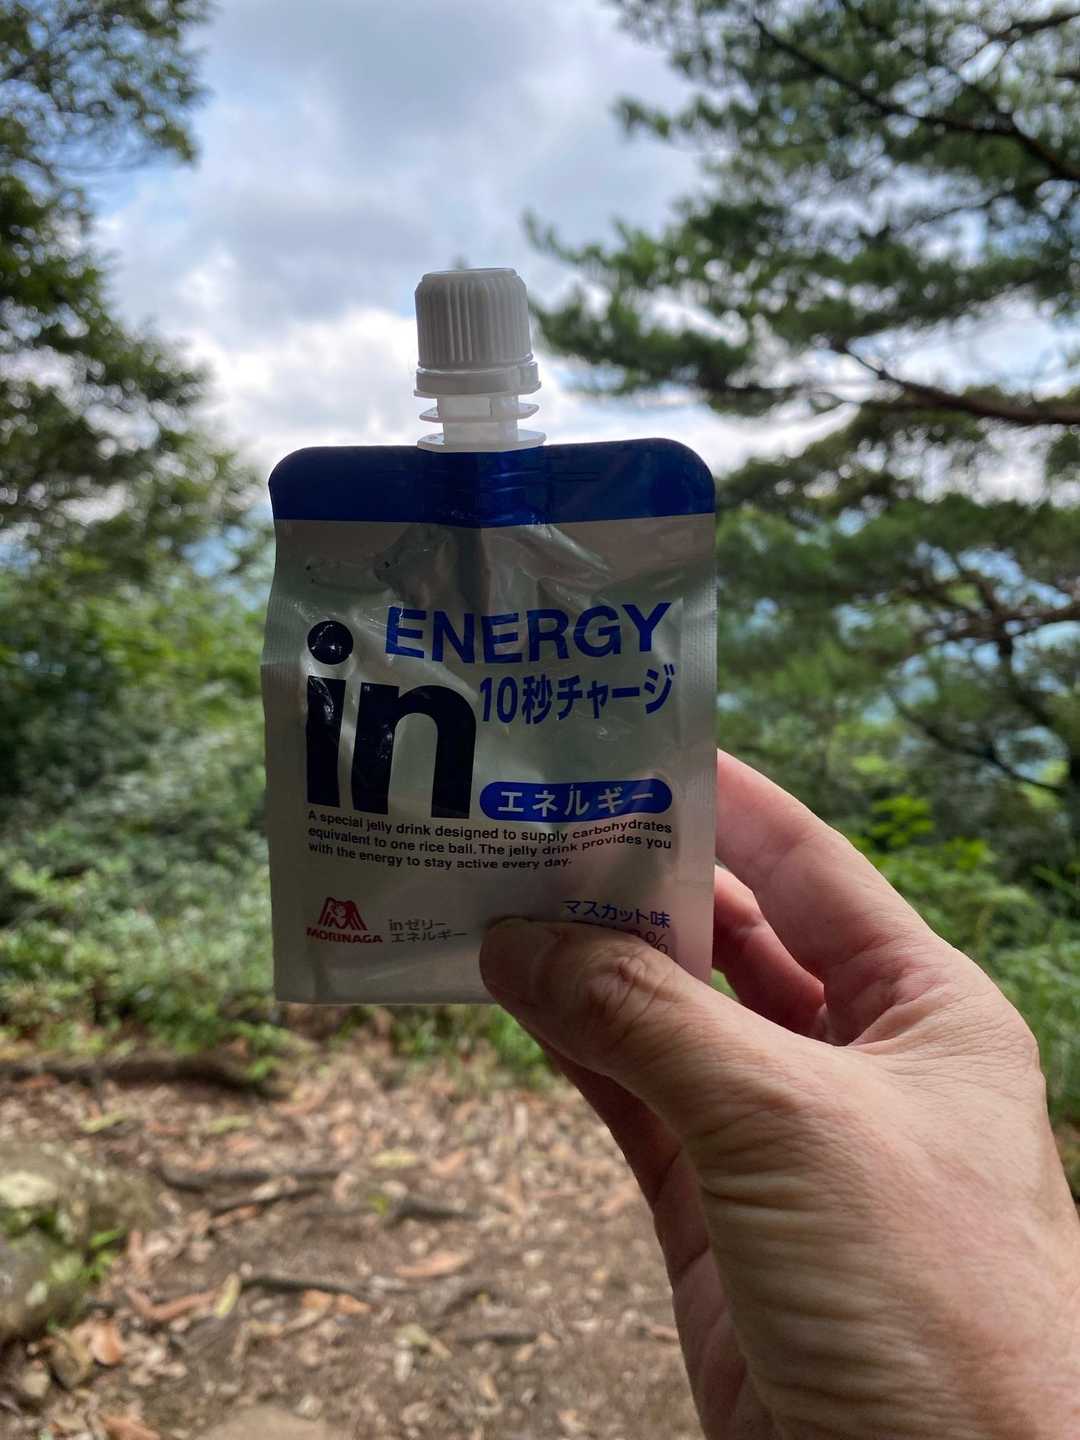 ENERGY
in
10秒チャージ
エネルギー
A special jelly drink designed to supply carbohydrates
equivalent to one rice ball. The jelly drink provides you
with the energy to stay active every day.
マスカット味
MORINAGA
inゼリー
エネルギー